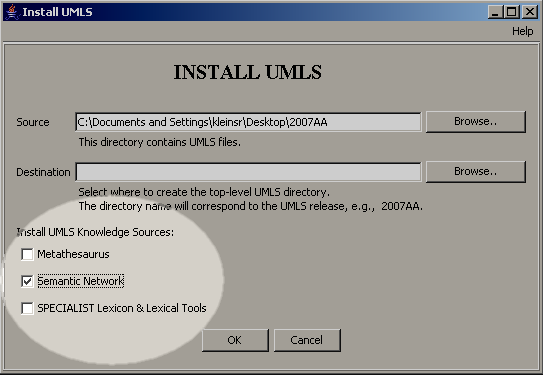 Install UMLS
Help
INSTALL UMLS
Source C:\Documents and Settings\kleinsr\Desktop\2007AA Browse..
This directory contains UMLS files.
Destination Browse..
Select where to create the top-level UMLS directory.
The directory name will correspond to the UMLS release, e.g., 2007AA.
Install UMLS Knowledge Sources:
Metathesaurus
Semantic Network
SPECIALIST Lexicon & Lexical Tools
OK Cancel